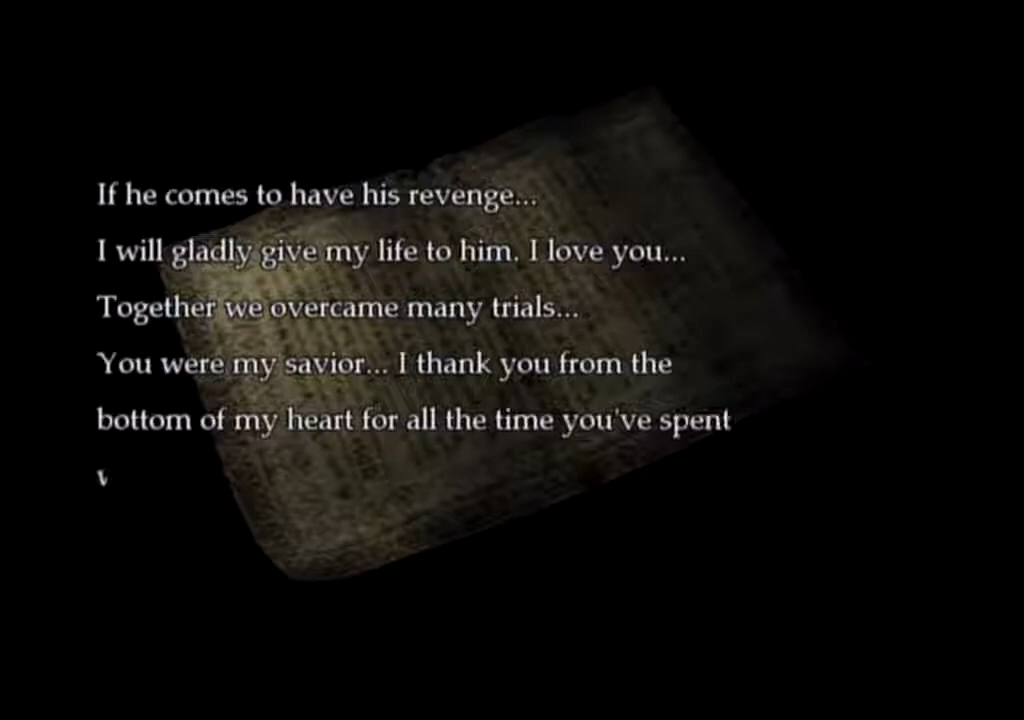 If he comes to have his revenge...
I will gladly give my life to him. I love you...
Together we overcame many trials...
You were my savior... I thank you from the
bottom of my heart for all the time you've spent